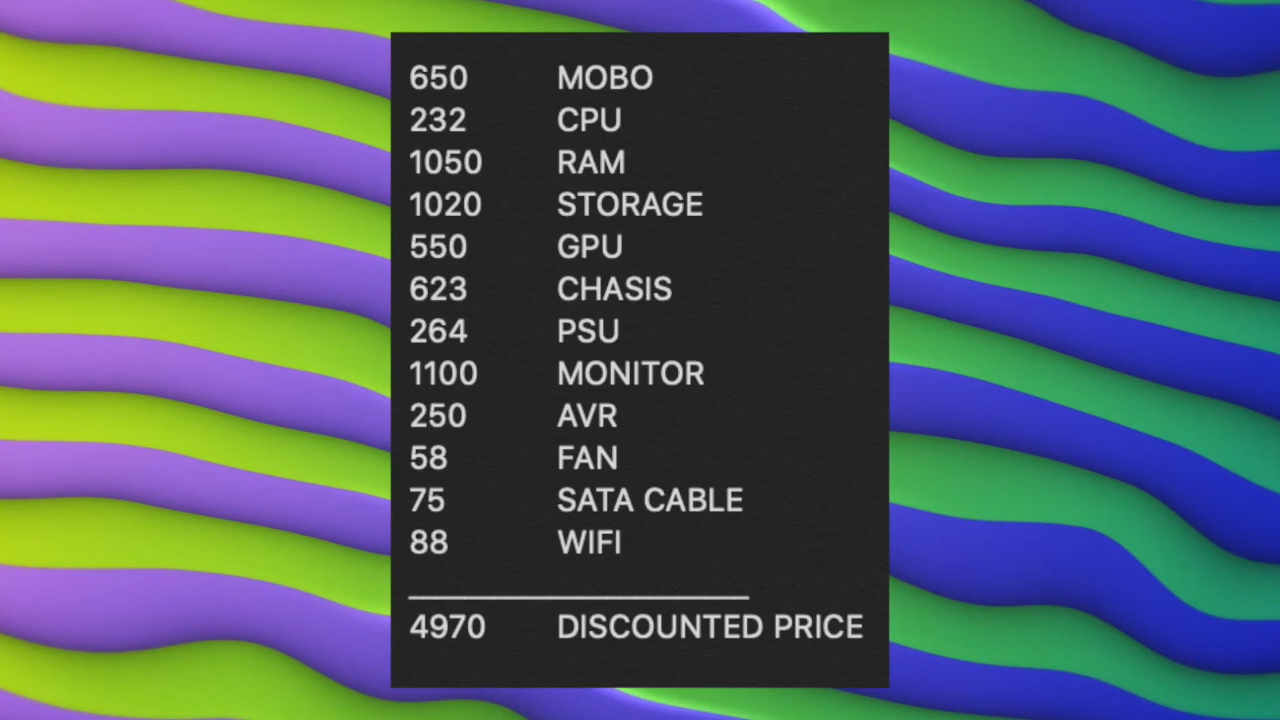 650 MOBO
232 CPU
1050 RAM
1020 STORAGE
550 GPU
623 CHASIS
264 PSU
1100 MONITOR
250 AVR
58 FAN
75 SATA CABLE
88 WIFI
4970 DISCOUNTED PRICE